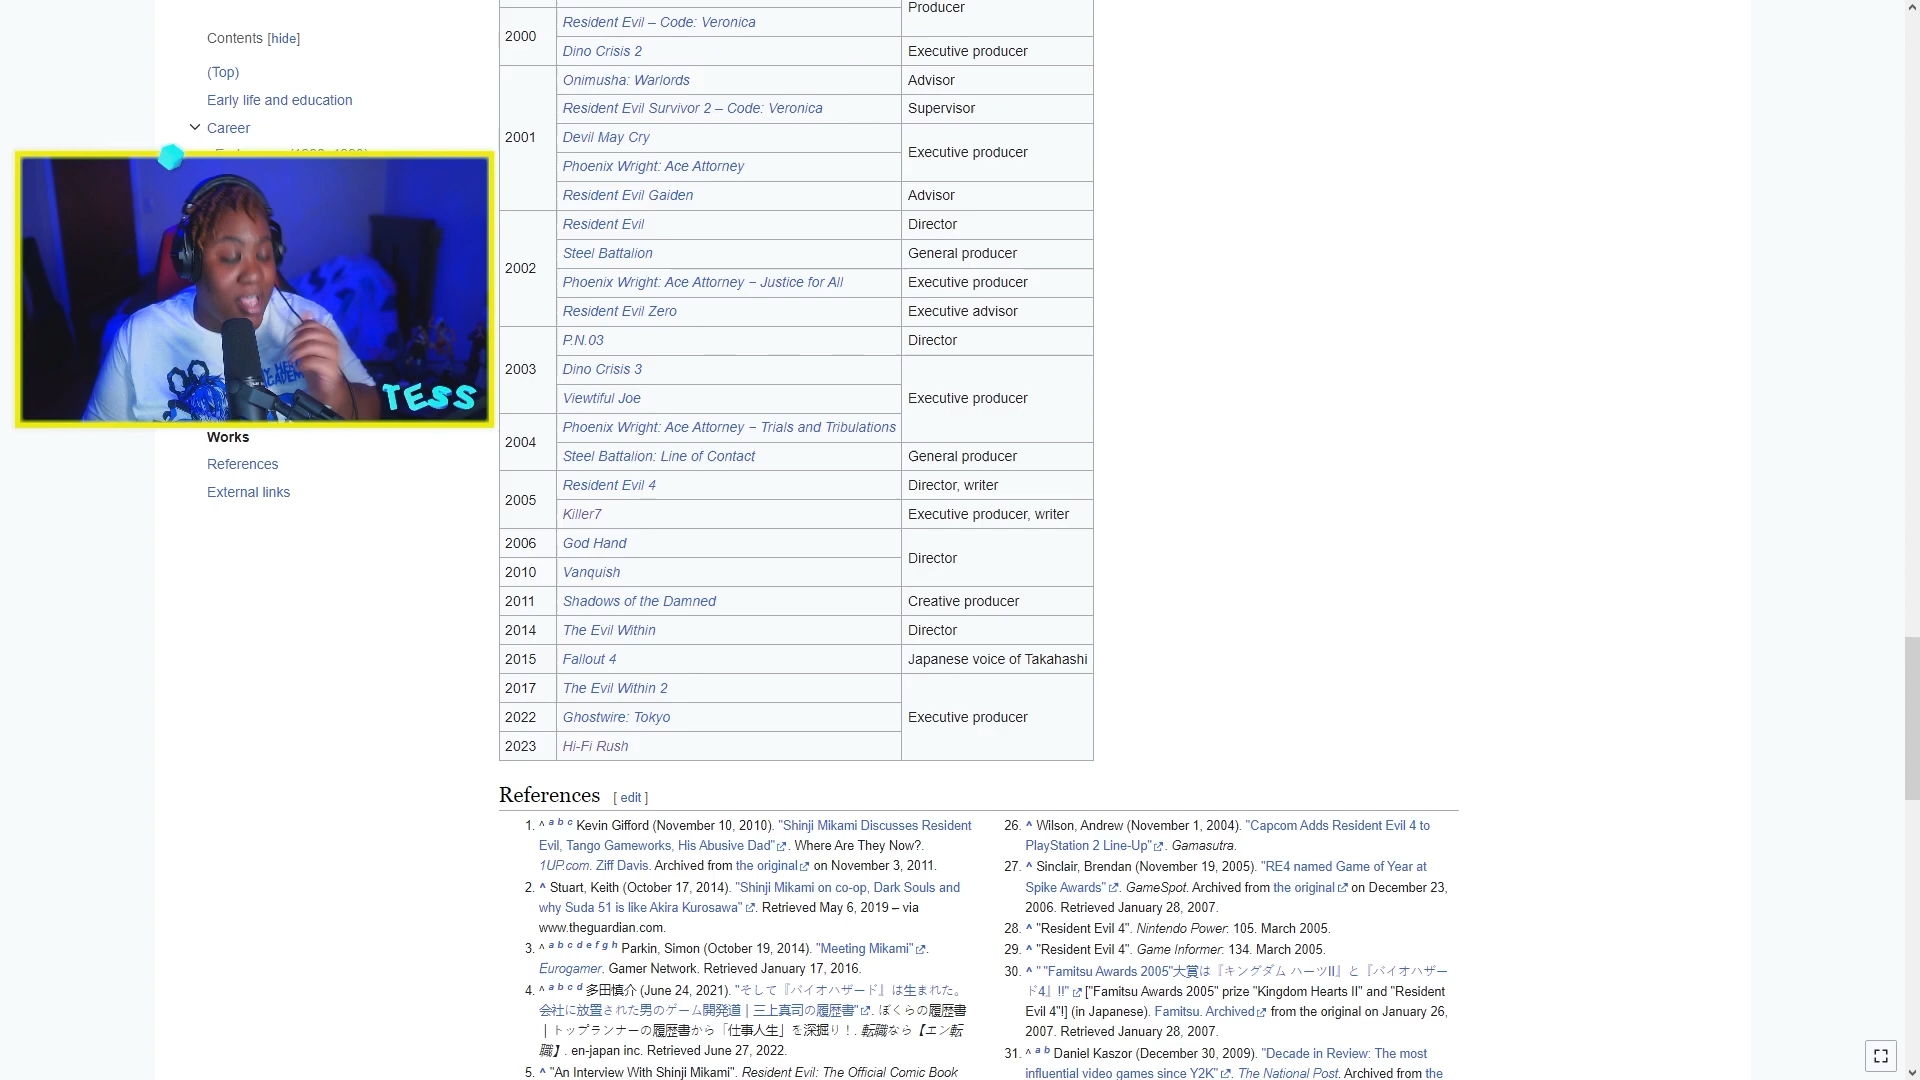 Contents [hide]
(Top)
Early life and education
Career
Works
References
External links
TESS
Producer
2000
Resident Evil – Code: Veronica
Dino Crisis 2
Executive producer
2001
Onimusha: Warlords
Advisor
Resident Evil Survivor 2 – Code: Veronica
Supervisor
Devil May Cry
Executive producer
Phoenix Wright: Ace Attorney
Resident Evil Gaiden
Advisor
2002
Resident Evil
Director
Steel Battalion
General producer
Phoenix Wright: Ace Attorney − Justice for All
Executive producer
Resident Evil Zero
Executive advisor
2003
P.N.03
Director
Dino Crisis 3
Executive producer
Viewtiful Joe
2004
Phoenix Wright: Ace Attorney − Trials and Tribulations
Steel Battalion: Line of Contact
General producer
2005
Resident Evil 4
Director, writer
Killer7
Executive producer, writer
2006
God Hand
Director
2010
Vanquish
2011
Shadows of the Damned
Creative producer
2014
The Evil Within
Director
2015
Fallout 4
Japanese voice of Takahashi
2017
The Evil Within 2
Executive producer
2022
Ghostwire: Tokyo
2023
Hi-Fi Rush
References [ edit ]
1. ^ a b c Kevin Gifford (November 10, 2010). "Shinji Mikami Discusses Resident
Evil, Tango Gameworks, His Abusive Dad". Where Are They Now?.
1UP.com. Ziff Davis. Archived from the original on November 3, 2011.
2. ^ Stuart, Keith (October 17, 2014). "Shinji Mikami on co-op, Dark Souls and
why Suda 51 is like Akira Kurosawa". Retrieved May 6, 2019 – via
www.theguardian.com.
3. ^ a b c d e f g h Parkin, Simon (October 19, 2014). "Meeting Mikami".
Eurogamer. Gamer Network. Retrieved January 17, 2016.
4. ^ a b c d 多田慎介 (June 24, 2021). "そして『バイオハザード』は生まれた。
会社に放置された男のゲーム開発道 | 三上真司の履歴書". ぼくらの履歴書
| トップランナーの履歴書から「仕事人生」を深掘り！. 転職なら【エン転
職】. en-japan inc. Retrieved June 27, 2022.
5. ^ "An Interview With Shinji Mikami". Resident Evil: The Official Comic Book
26. ^ Wilson, Andrew (November 1, 2004). "Capcom Adds Resident Evil 4 to
PlayStation 2 Line-Up". Gamasutra.
27. ^ Sinclair, Brendan (November 19, 2005). "RE4 named Game of Year at
Spike Awards". GameSpot. Archived from the original on December 23,
2006. Retrieved January 28, 2007.
28. ^ "Resident Evil 4". Nintendo Power: 105. March 2005.
29. ^ "Resident Evil 4". Game Informer: 134. March 2005.
30. ^ " "Famitsu Awards 2005"大賞は『キングダム ハーツII』と『バイオハザー
ド4』!!" ["Famitsu Awards 2005" prize "Kingdom Hearts II" and "Resident
Evil 4"!] (in Japanese). Famitsu. Archived from the original on January 26,
2007. Retrieved January 28, 2007.
31. ^ a b Daniel Kaszor (December 30, 2009). "Decade in Review: The most
influential video games since Y2K". The National Post. Archived from the